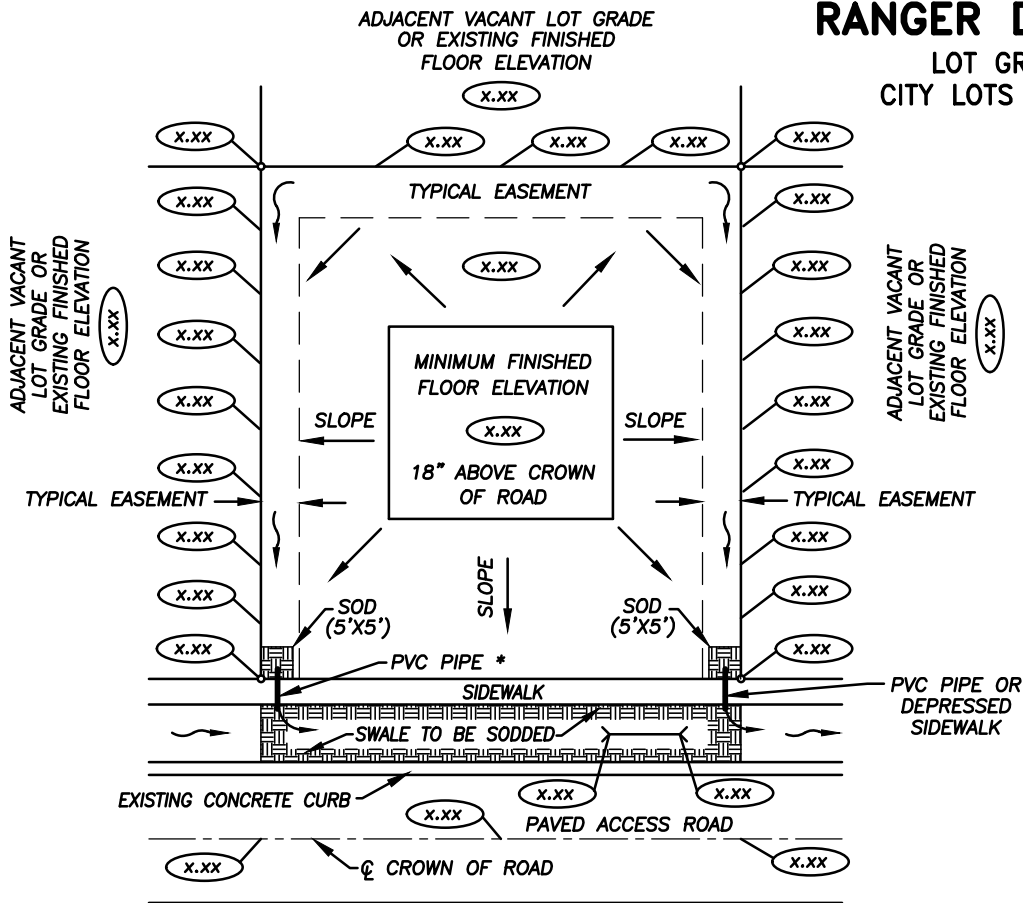 RANGER D
LOT GR
CITY LOTS
ADJACENT VACANT LOT GRADE
OR EXISTING FINISHED
FLOOR ELEVATION
x.xx
x.xx
x.xx
x.xx
x.xx
x.xx
TYPICAL EASEMENT
x.xx
x.xx
x.xx
x.xx
x.xx
ADJACENT VACANT
LOT GRADE OR
EXISTING FINISHED
FLOOR ELEVATION
x.xx
ADJACENT VACANT
LOT GRADE OR
EXISTING FINISHED
FLOOR ELEVATION
x.xx
x.xx
x.xx
MINIMUM FINISHED
FLOOR ELEVATION
x.xx
18" ABOVE CROWN
OF ROAD
SLOPE
SLOPE
x.xx
x.xx
x.xx
x.xx
TYPICAL EASEMENT
TYPICAL EASEMENT
x.xx
x.xx
SLOPE
x.xx
x.xx
SOD
(5'X5')
SOD
(5'X5')
x.xx
x.xx
PVC PIPE *
SIDEWALK
PVC PIPE OR
DEPRESSED
SIDEWALK
SWALE TO BE SODDED
EXISTING CONCRETE CURB
x.xx
x.xx
x.xx
PAVED ACCESS ROAD
x.xx
℄ CROWN OF ROAD
x.xx